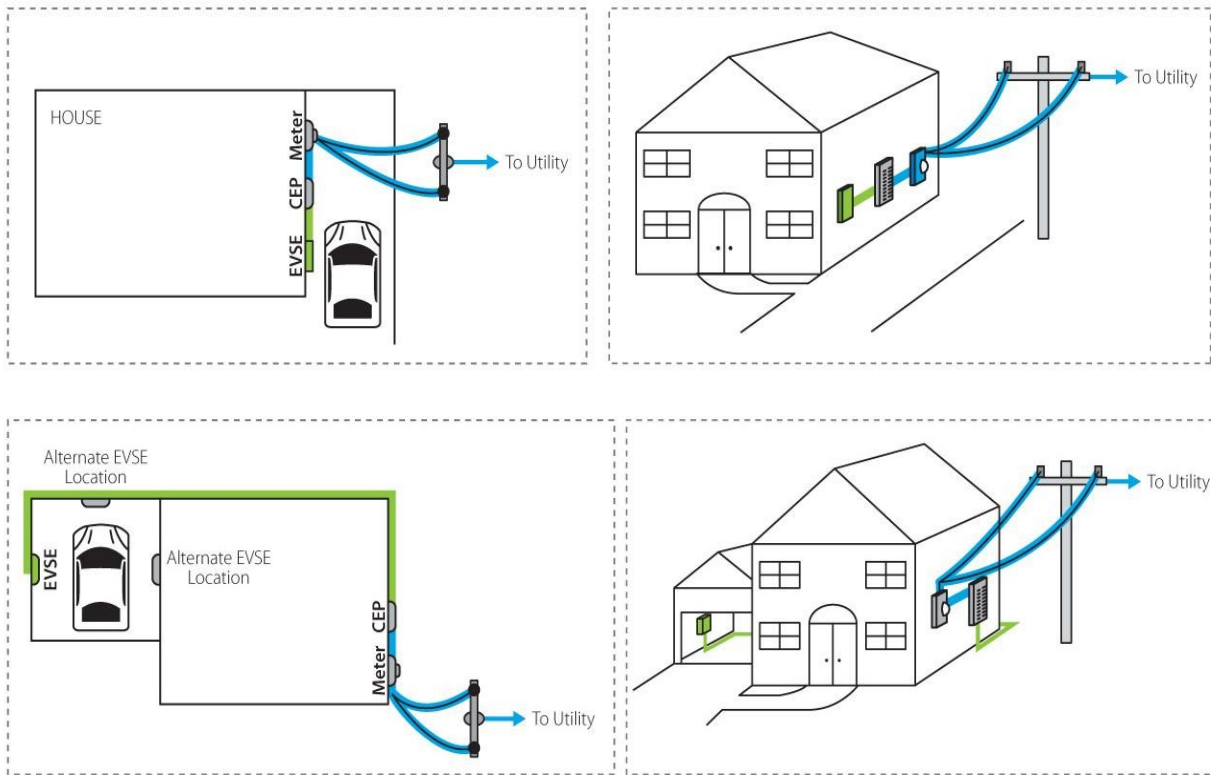 HOUSE
Meter
CEP
EVSE
To Utility
To Utility
Alternate EVSE
Location
EVSE
Alternate EVSE
Location
CEP
Meter
To Utility
To Utility